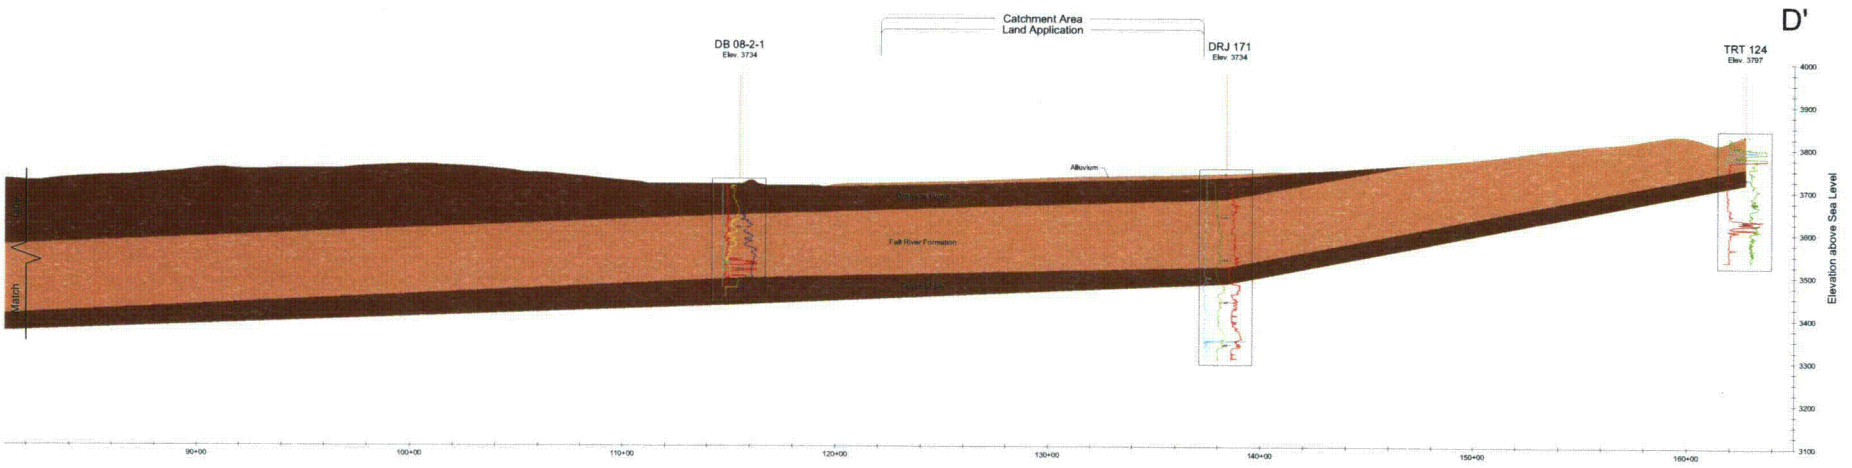 Catchment Area
Land Application
D'
DB 08-2-1
Elev. 3734
DRJ 171
Elev. 3734
TRT 124
Elev. 3797
4000
3900
3800
3700
3600
3500
3400
3300
3200
3100
Elevation above Sea Level
Alluvium
Fall River Formation
Match
90+00
100+00
110+00
120+00
130+00
140+00
150+00
160+00